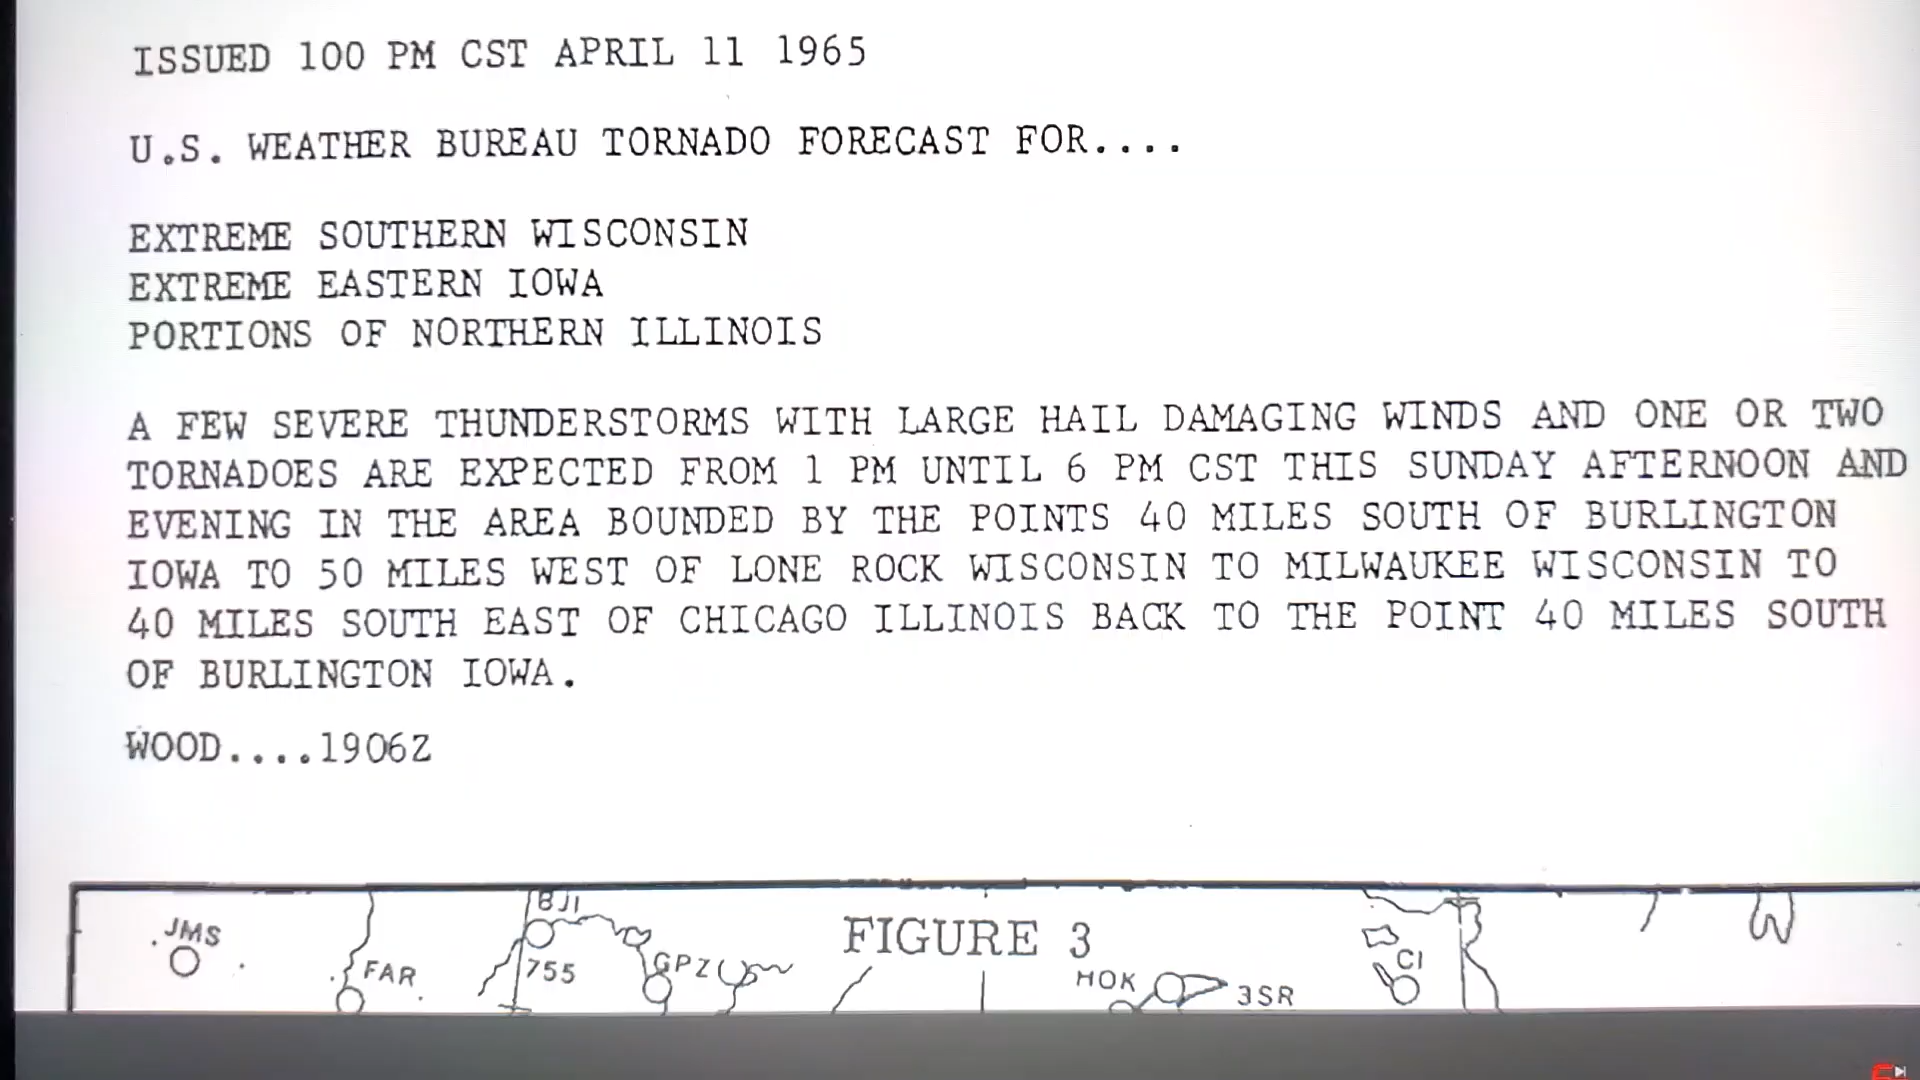 ISSUED 100 PM CST APRIL 11 1965
U.S. WEATHER BUREAU TORNADO FORECAST FOR....
EXTREME SOUTHERN WISCONSIN
EXTREME EASTERN IOWA
PORTIONS OF NORTHERN ILLINOIS
A FEW SEVERE THUNDERSTORMS WITH LARGE HAIL DAMAGING WINDS AND ONE OR TWO
TORNADOES ARE EXPECTED FROM 1 PM UNTIL 6 PM CST THIS SUNDAY AFTERNOON AND
EVENING IN THE AREA BOUNDED BY THE POINTS 40 MILES SOUTH OF BURLINGTON
IOWA TO 50 MILES WEST OF LONE ROCK WISCONSIN TO MILWAUKEE WISCONSIN TO
40 MILES SOUTH EAST OF CHICAGO ILLINOIS BACK TO THE POINT 40 MILES SOUTH
OF BURLINGTON IOWA.
WOOD....1906Z
BJI
JMS
FIGURE 3
FAR
755
GPZ
HOK
3SR
CI